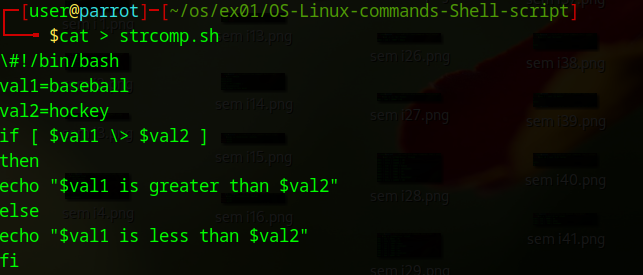 ┌─[user@parrot]─[~/os/ex01/OS-Linux-commands-Shell-script]
└──╼ $cat > strcomp.sh
\#!/bin/bash
val1=baseball
val2=hockey
if [ $val1 \> $val2 ]
then
echo "$val1 is greater than $val2"
else
echo "$val1 is less than $val2"
fi
sem i13.png
sem i14.png
sem i15.png
sem i16.png
sem i26.png
sem i27.png
sem i28.png
sem i29.png
sem i38.png
sem i39.png
sem i40.png
sem i41.png